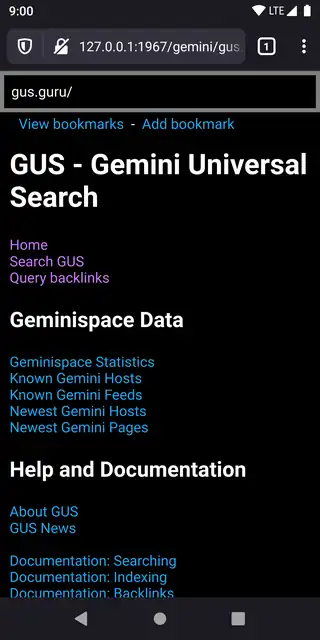 9:00
LTE
127.0.0.1:1967/gemini/gus
1
gus.guru/
View bookmarks - Add bookmark
GUS - Gemini Universal
Search
Home
Search GUS
Query backlinks
Geminispace Data
Geminispace Statistics
Known Gemini Hosts
Known Gemini Feeds
Newest Gemini Hosts
Newest Gemini Pages
Help and Documentation
About GUS
GUS News
Documentation: Searching
Documentation: Indexing
Documentation: Backlinks